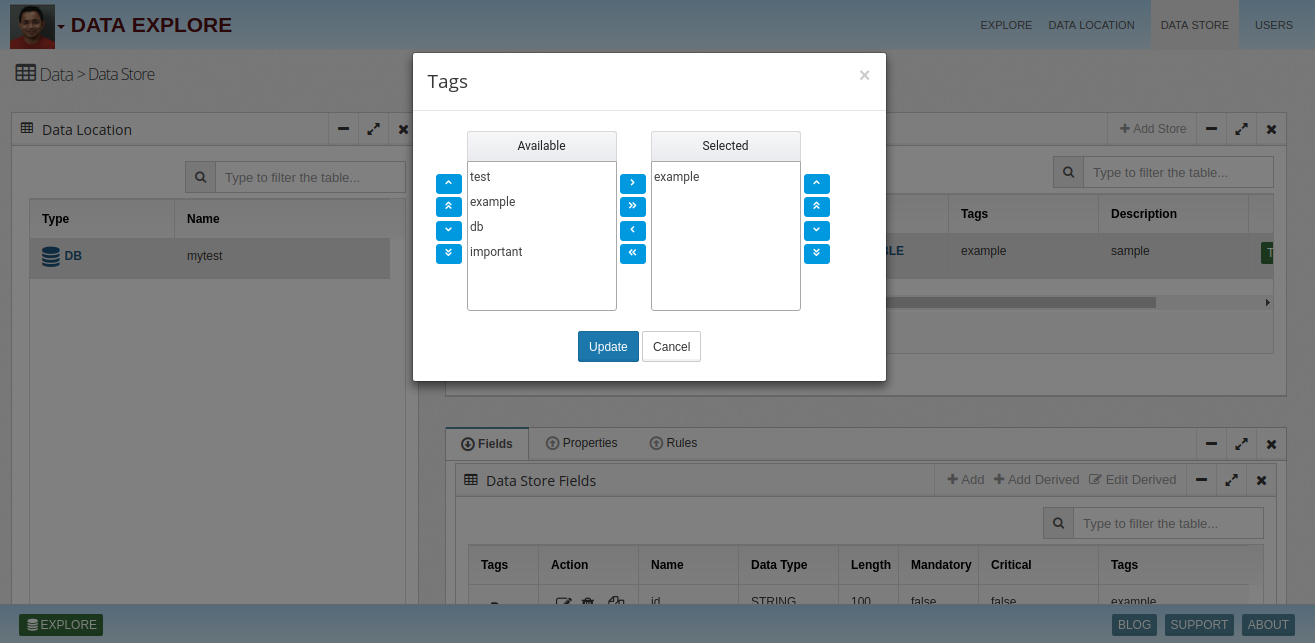 DATA EXPLORE
EXPLORE DATA LOCATION DATA STORE USERS
Data > Data Store
Tags ×
Available
test
example
db
important
Selected
example
Update Cancel
Data Location
Type to filter the table...
Type Name
DB mytest
Add Store
Type to filter the table...
Tags Description
example sample
Fields Properties Rules
Data Store Fields
Add Add Derived Edit Derived
Type to filter the table...
Tags Action Name Data Type Length Mandatory Critical Tags
id STRING 100 false false example
EXPLORE BLOG SUPPORT ABOUT